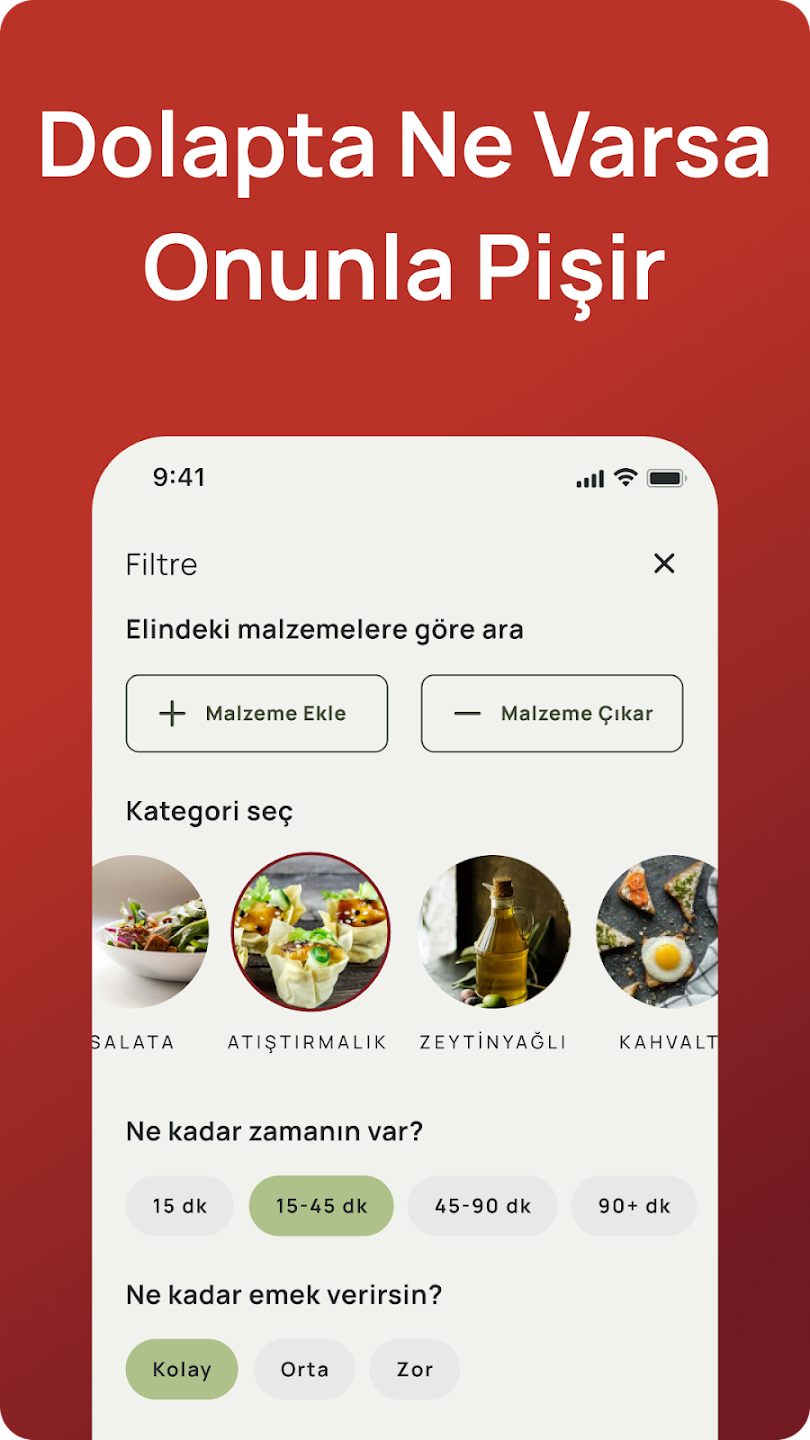 Dolapta Ne Varsa
Onunla Pişir
9:41
Filtre
Elindeki malzemelere göre ara
Malzeme Ekle
Malzeme Çıkar
Kategori seç
SALATA
ATIŞTIRMALIK
ZEYTİNYAĞLI
KAHVALT
Ne kadar zamanın var?
15 dk
15-45 dk
45-90 dk
90+ dk
Ne kadar emek verirsin?
Kolay
Orta
Zor